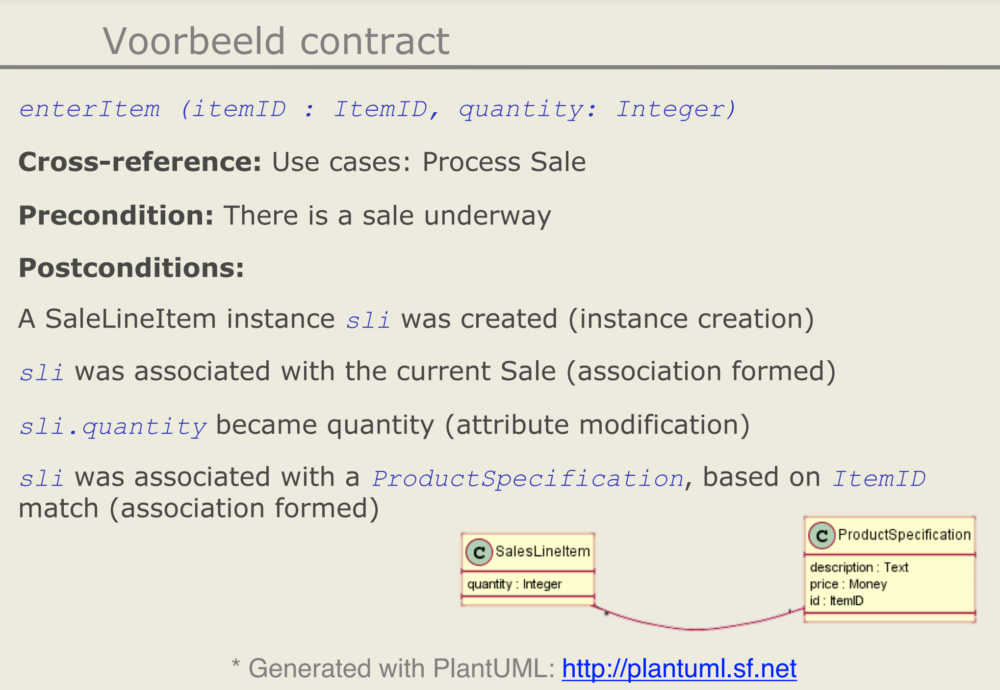 Voorbeeld contract
enterItem (itemID : ItemID, quantity: Integer)
Cross-reference: Use cases: Process Sale
Precondition: There is a sale underway
Postconditions:
A SaleLineItem instance sli was created (instance creation)
sli was associated with the current Sale (association formed)
sli.quantity became quantity (attribute modification)
sli was associated with a ProductSpecification, based on ItemID
match (association formed)
C SalesLineItem
quantity : Integer
*
C ProductSpecification
description : Text
price : Money
id : ItemID
* Generated with PlantUML: http://plantuml.sf.net